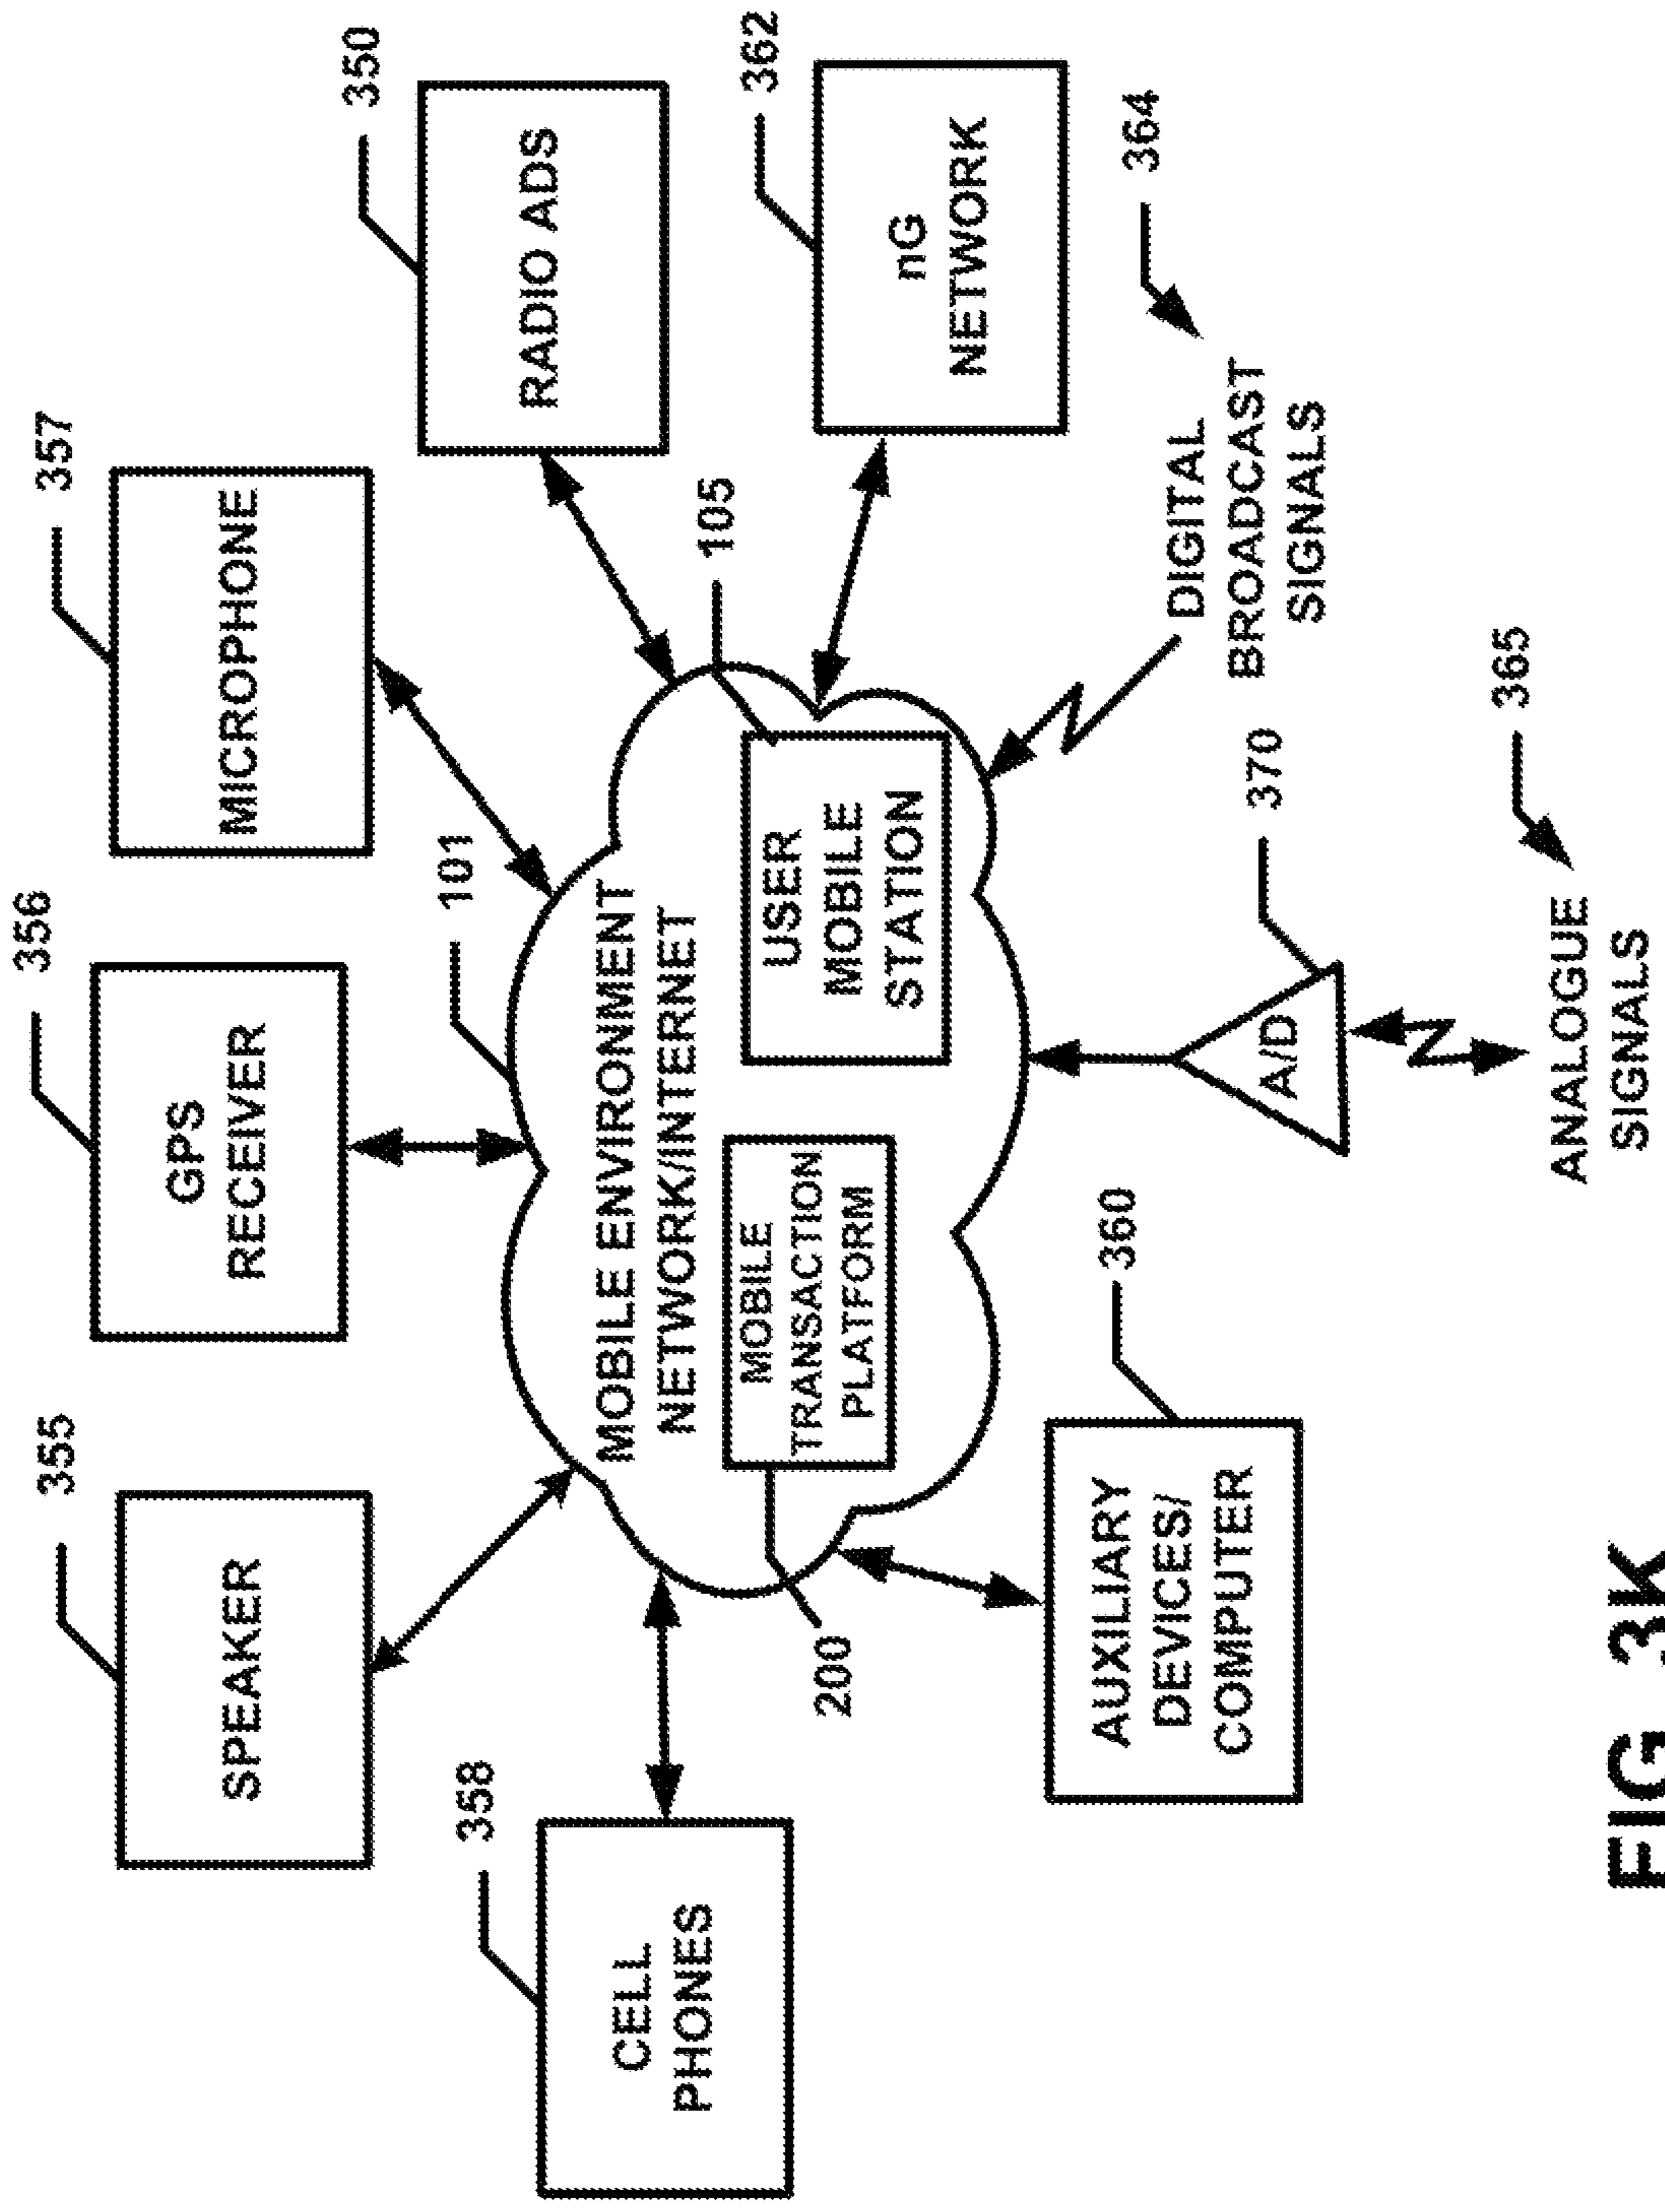 355
SPEAKER
356
GPS
RECEIVER
357
MICROPHONE
350
RADIO ADS
358
CELL
PHONES
101
MOBILE ENVIRONMENT
NETWORK/INTERNET
105
USER
MOBILE
STATION
MOBILE
TRANSACTION
PLATFORM
200
362
nG
NETWORK
360
AUXILIARY
DEVICES/
COMPUTER
370
A/D
364
DIGITAL
BROADCAST
SIGNALS
365
ANALOGUE
SIGNALS
FIG. 3K